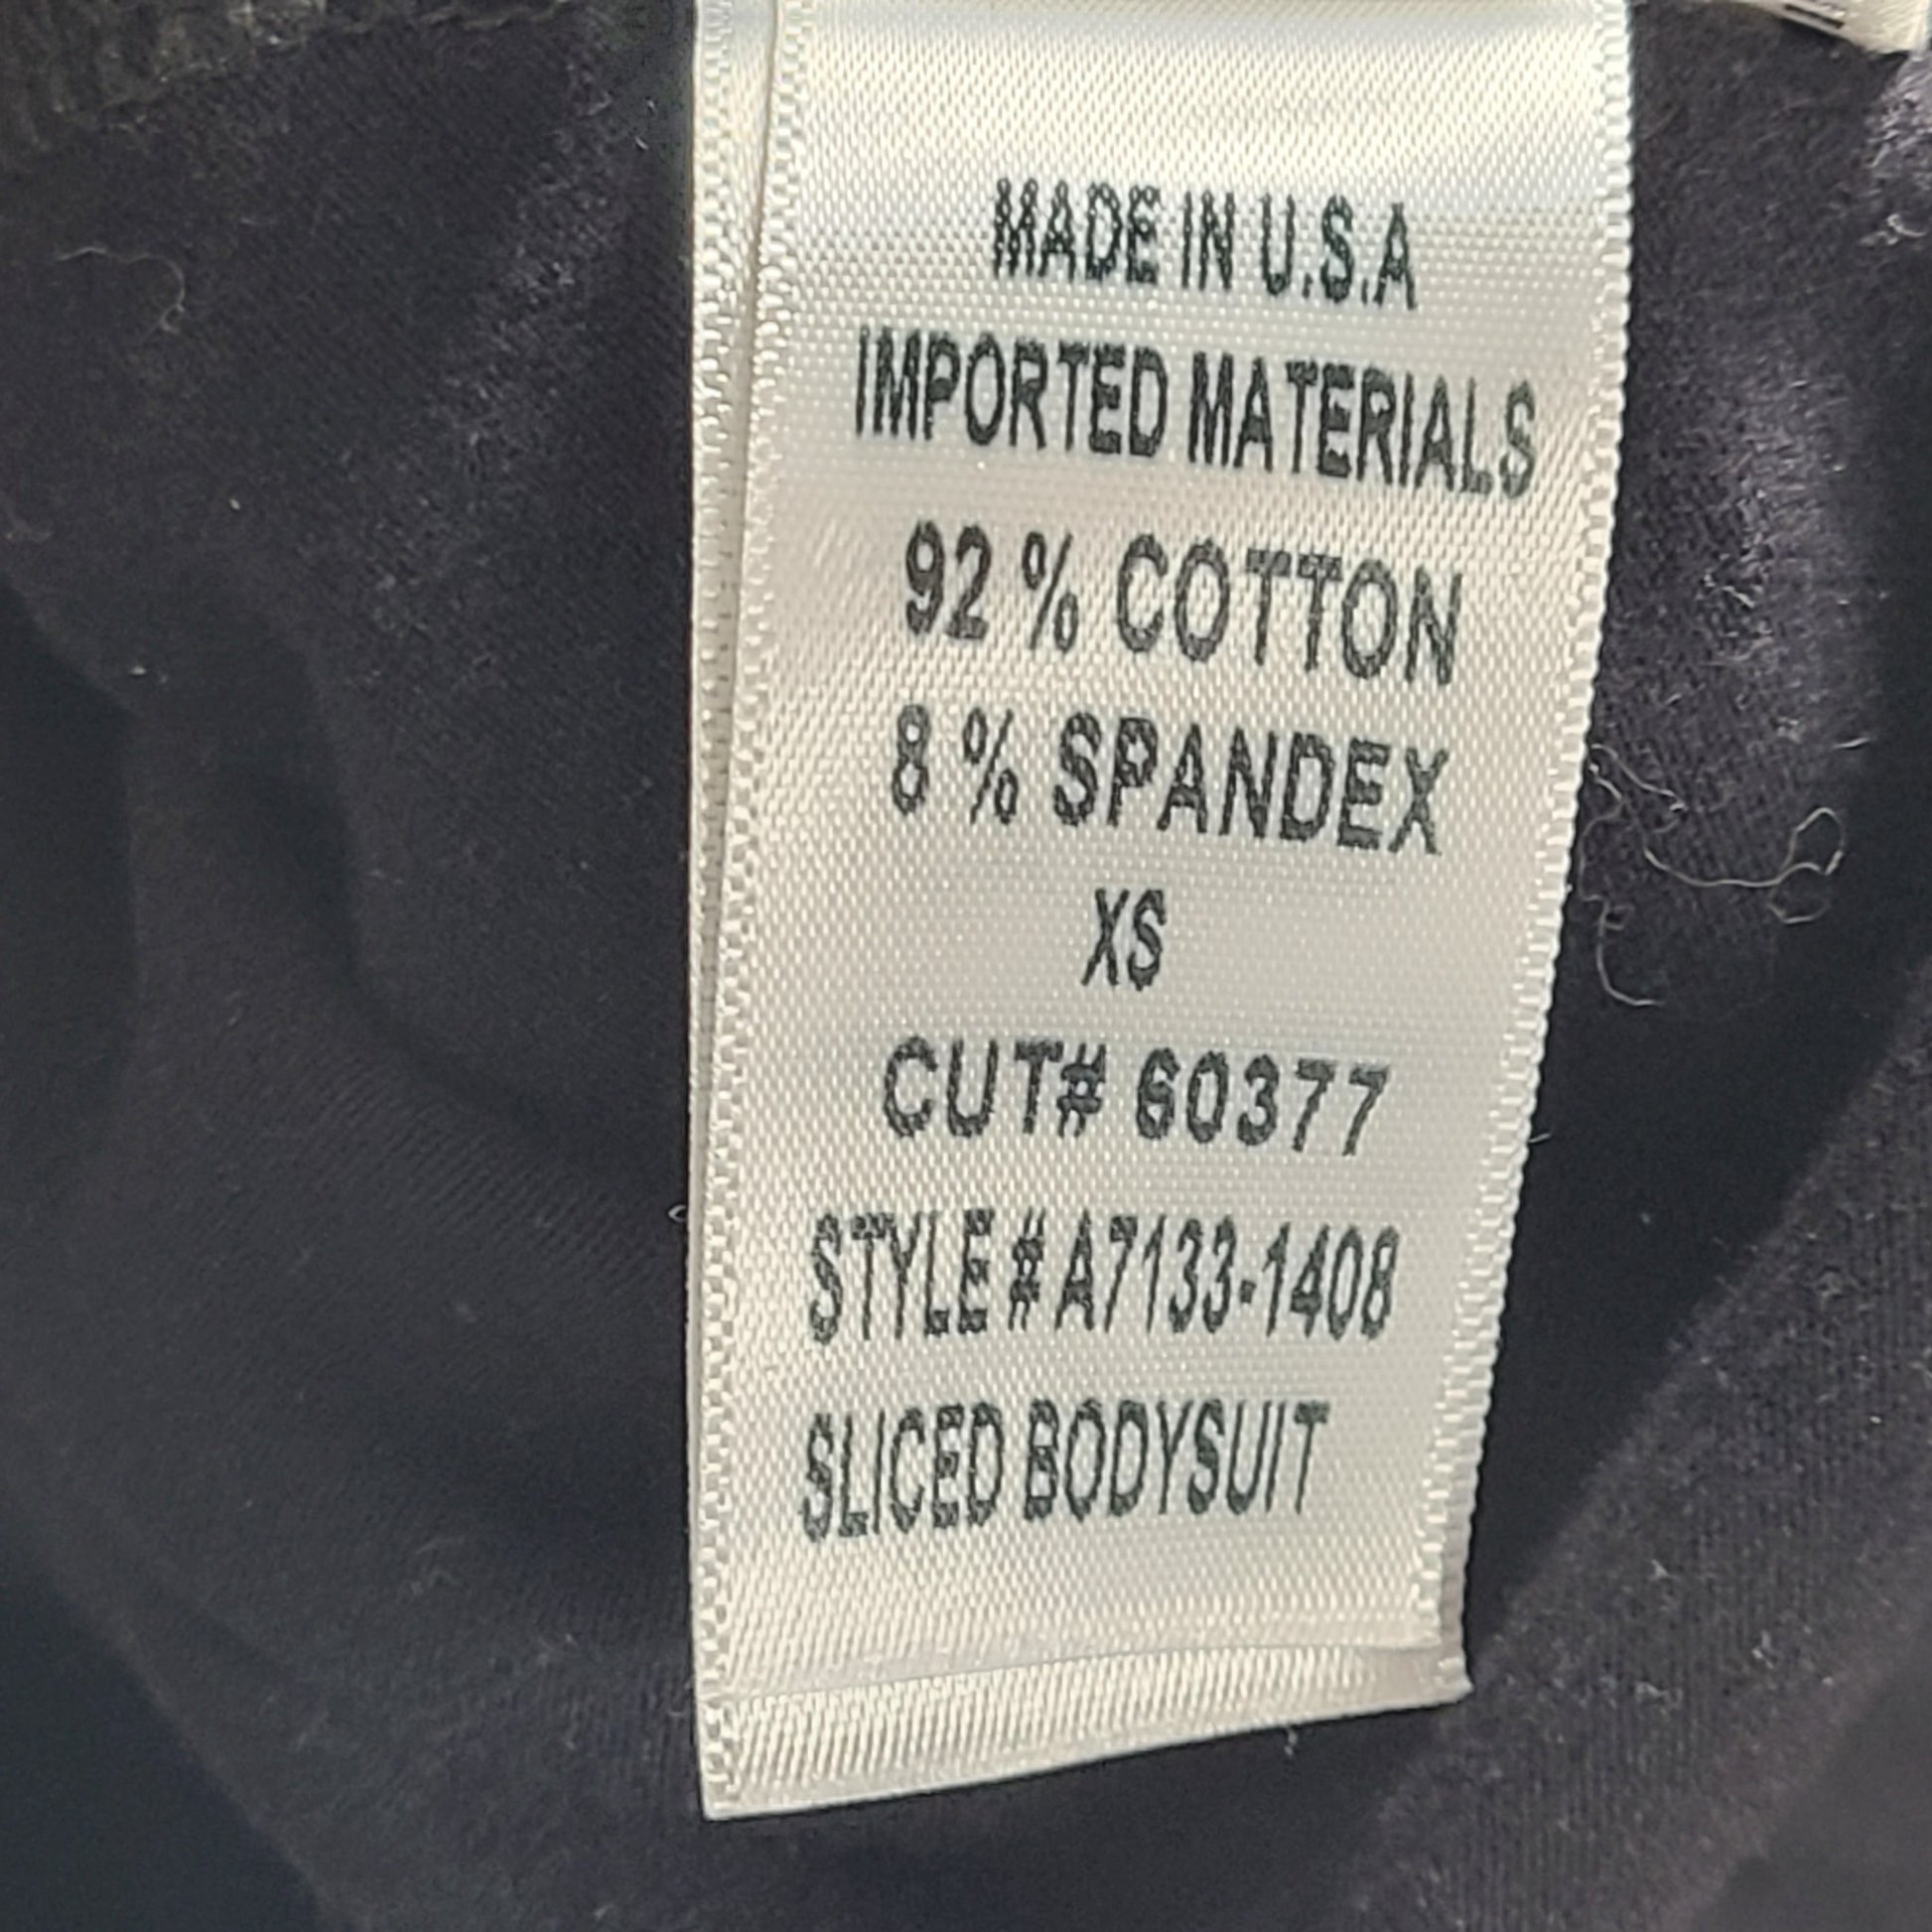 MADE IN U.S.A
IMPORTED MATERIALS
92 % COTTON
8 % SPANDEX
XS
CUT# 60377
STYLE # A7133-1408
SLICED BODYSUIT